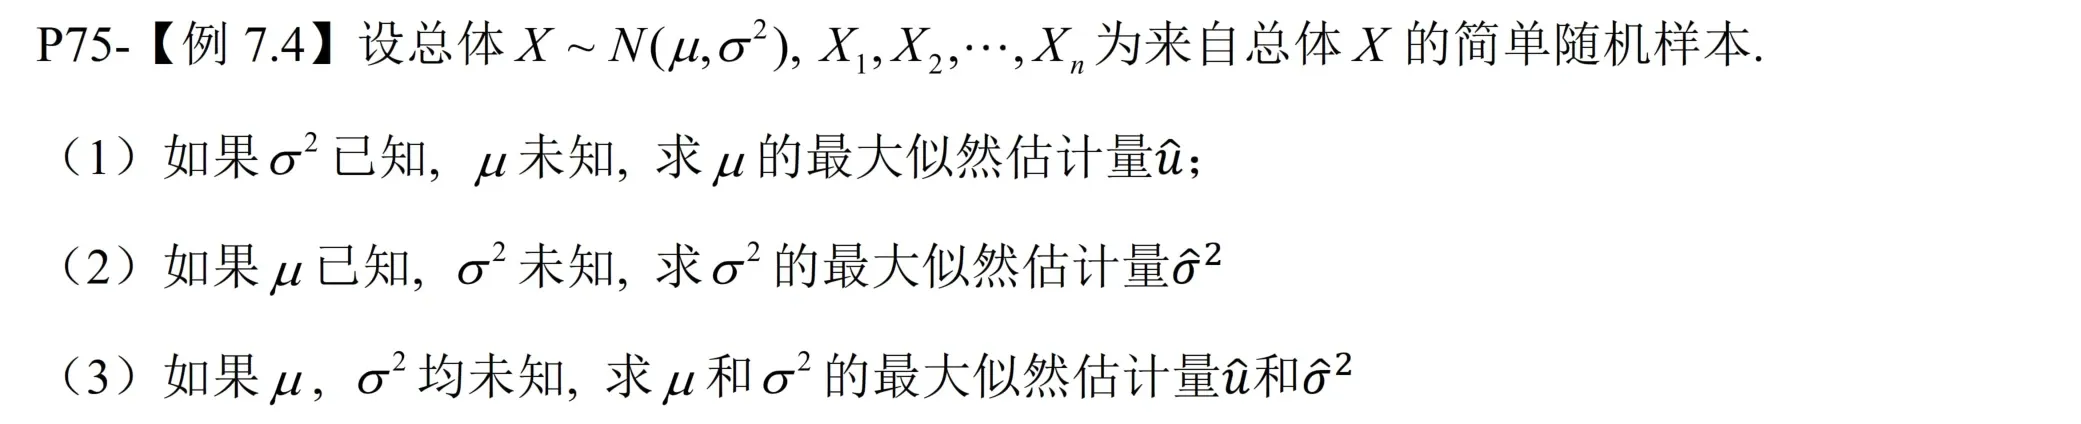 P75-【例 7.4】设总体 X ~ N(μ,σ²), X₁,X₂,⋯,Xₙ 为来自总体 X 的简单随机样本.
（1）如果 σ² 已知, μ 未知, 求 μ 的最大似然估计量û;
（2）如果 μ 已知, σ² 未知, 求 σ² 的最大似然估计量σ̂²
（3）如果 μ, σ² 均未知, 求 μ 和 σ² 的最大似然估计量û和σ̂²